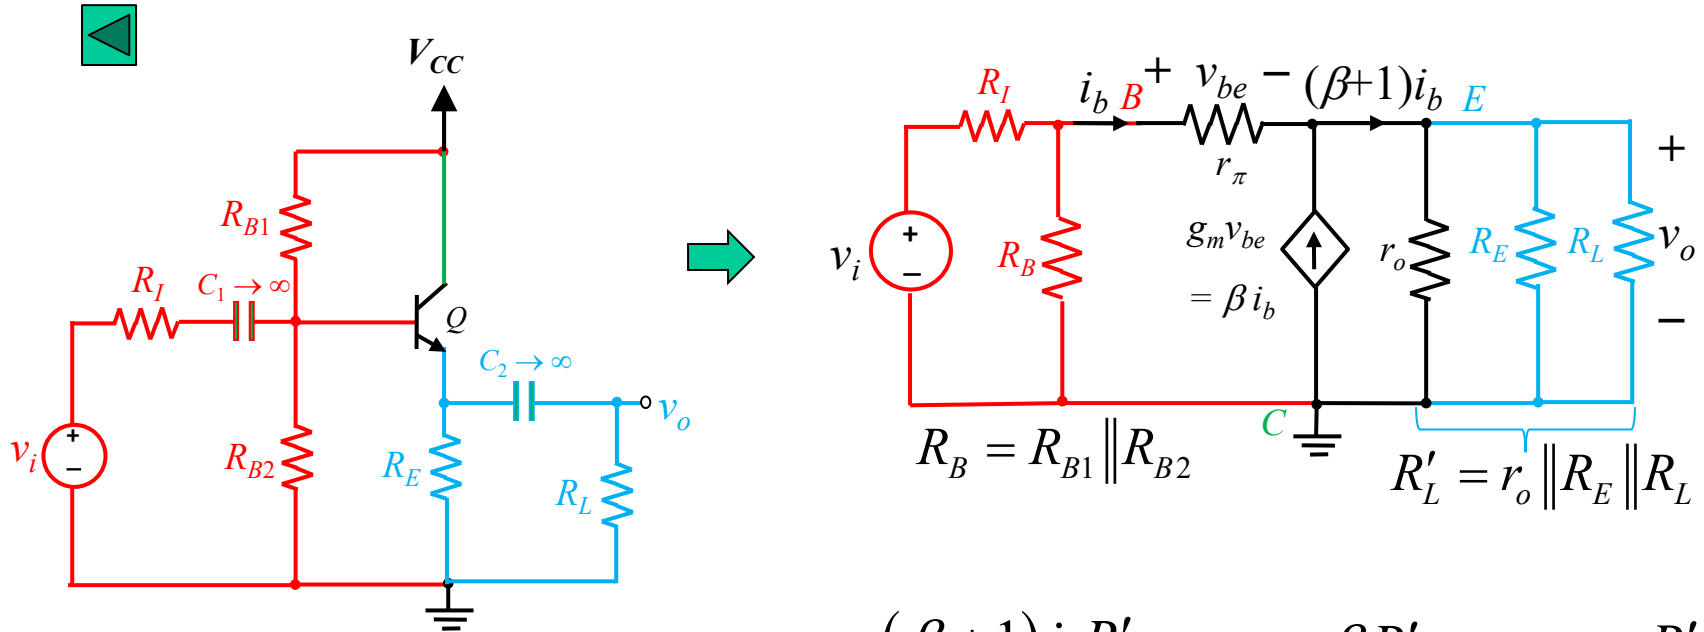 V_CC
R_B1
R_I
C_1 → ∞
Q
C_2 → ∞
v_o
v_i
+
−
R_B2
R_E
R_L
R_I
i_b
B
+ v_be −
(β+1)i_b
E
r_π
+
v_i
+
−
R_B
g_m v_be
= β i_b
r_o
R_E
R_L
v_o
−
C
R_B = R_B1 ‖ R_B2
R′_L = r_o ‖ R_E ‖ R_L